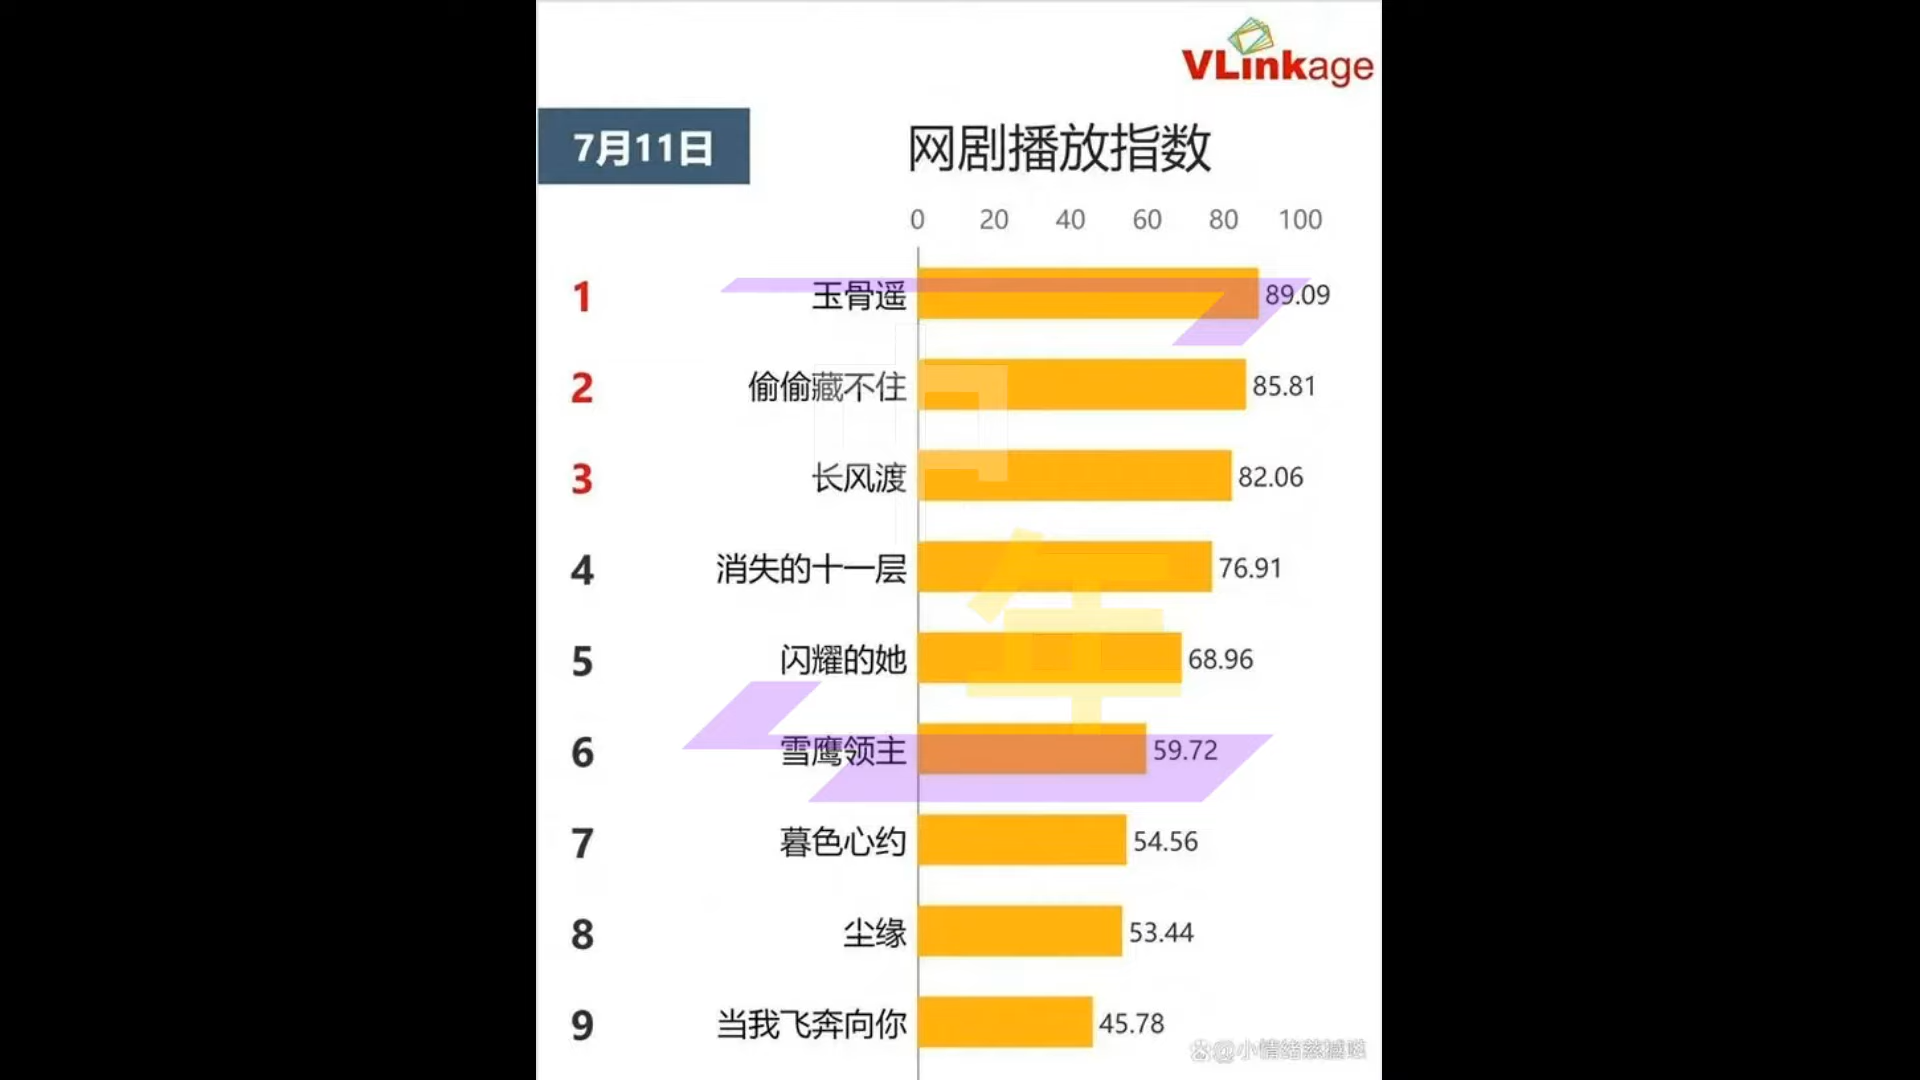 VLinkage
7月11日
网剧播放指数
0 20 40 60 80 100
1 玉骨遥 89.09
2 偷偷藏不住 85.81
3 长风渡 82.06
4 消失的十一层 76.91
5 闪耀的她 68.96
6 雪鹰领主 59.72
7 暮色心约 54.56
8 尘缘 53.44
9 当我飞奔向你 45.78